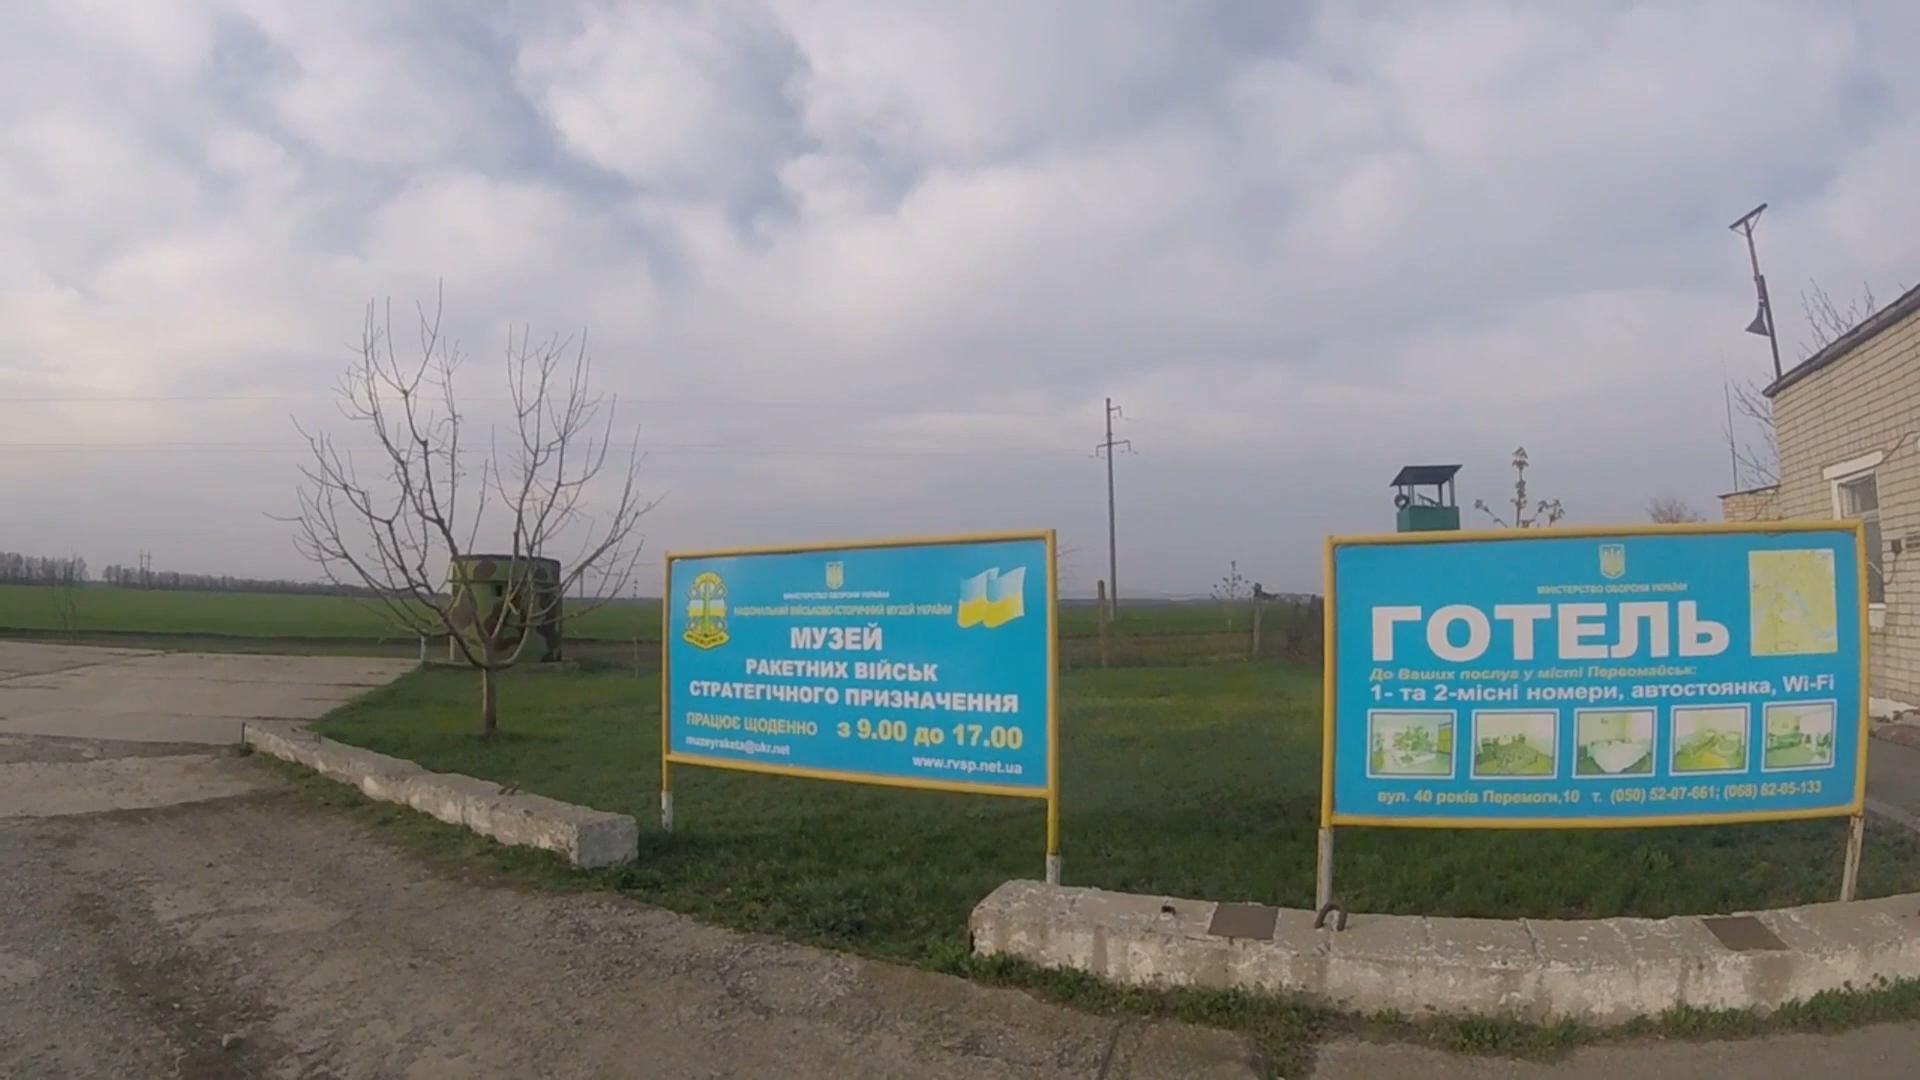 МІНІСТЕРСТВО ОБОРОНИ УКРАЇНИ
НАЦІОНАЛЬНИЙ ВІЙСЬКОВО-ІСТОРИЧНИЙ МУЗЕЙ УКРАЇНИ
МУЗЕЙ
РАКЕТНИХ ВІЙСЬК
СТРАТЕГІЧНОГО ПРИЗНАЧЕННЯ
ПРАЦЮЄ ЩОДЕННО з 9.00 до 17.00
muzeyraketa@ukr.net
www.rvsp.net.ua
МІНІСТЕРСТВО ОБОРОНИ УКРАЇНИ
ГОТЕЛЬ
До Ваших послуг у місті Первомайськ:
1- та 2-місні номери, автостоянка, Wi-Fi
вул. 40 років Перемоги,10 т. (050) 52-07-661; (068) 82-05-133